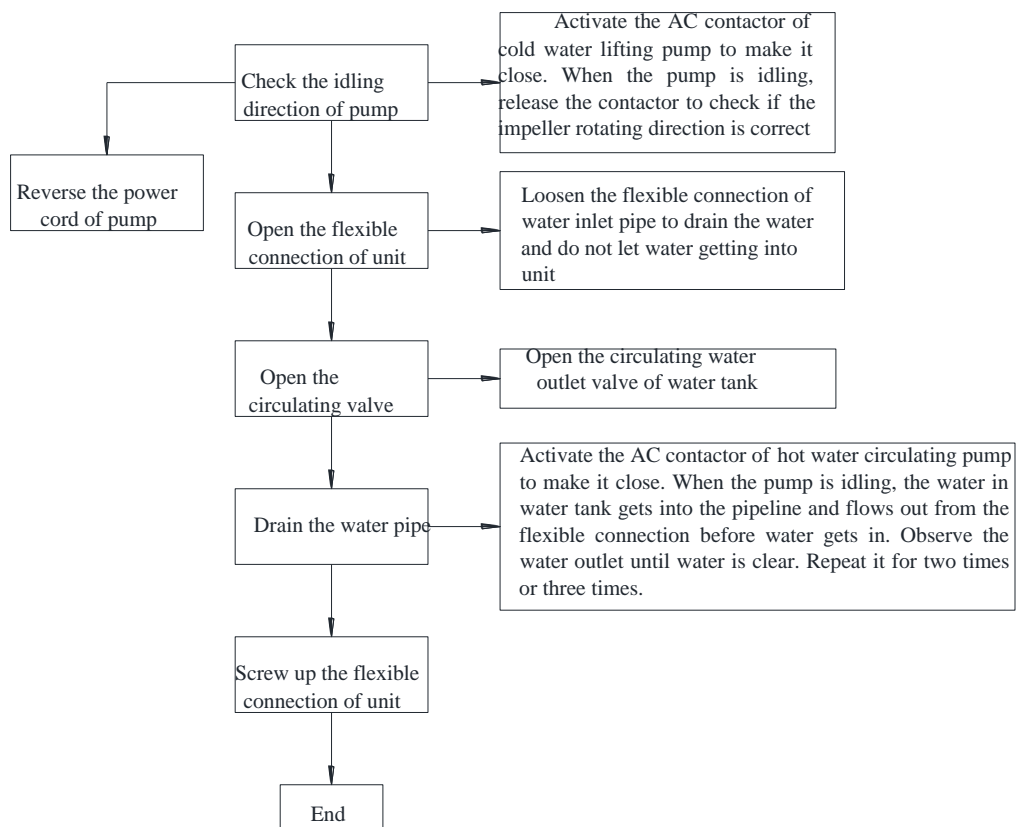 Check the idling
direction of pump
Activate the AC contactor of
cold water lifting pump to make it
close. When the pump is idling,
release the contactor to check if the
impeller rotating direction is correct
Reverse the power
cord of pump
Open the flexible
connection of unit
Loosen the flexible connection of
water inlet pipe to drain the water
and do not let water getting into
unit
Open the
circulating valve
Open the circulating water
outlet valve of water tank
Drain the water pipe
Activate the AC contactor of hot water circulating pump
to make it close. When the pump is idling, the water in
water tank gets into the pipeline and flows out from the
flexible connection before water gets in. Observe the
water outlet until water is clear. Repeat it for two times
or three times.
Screw up the flexible
connection of unit
End